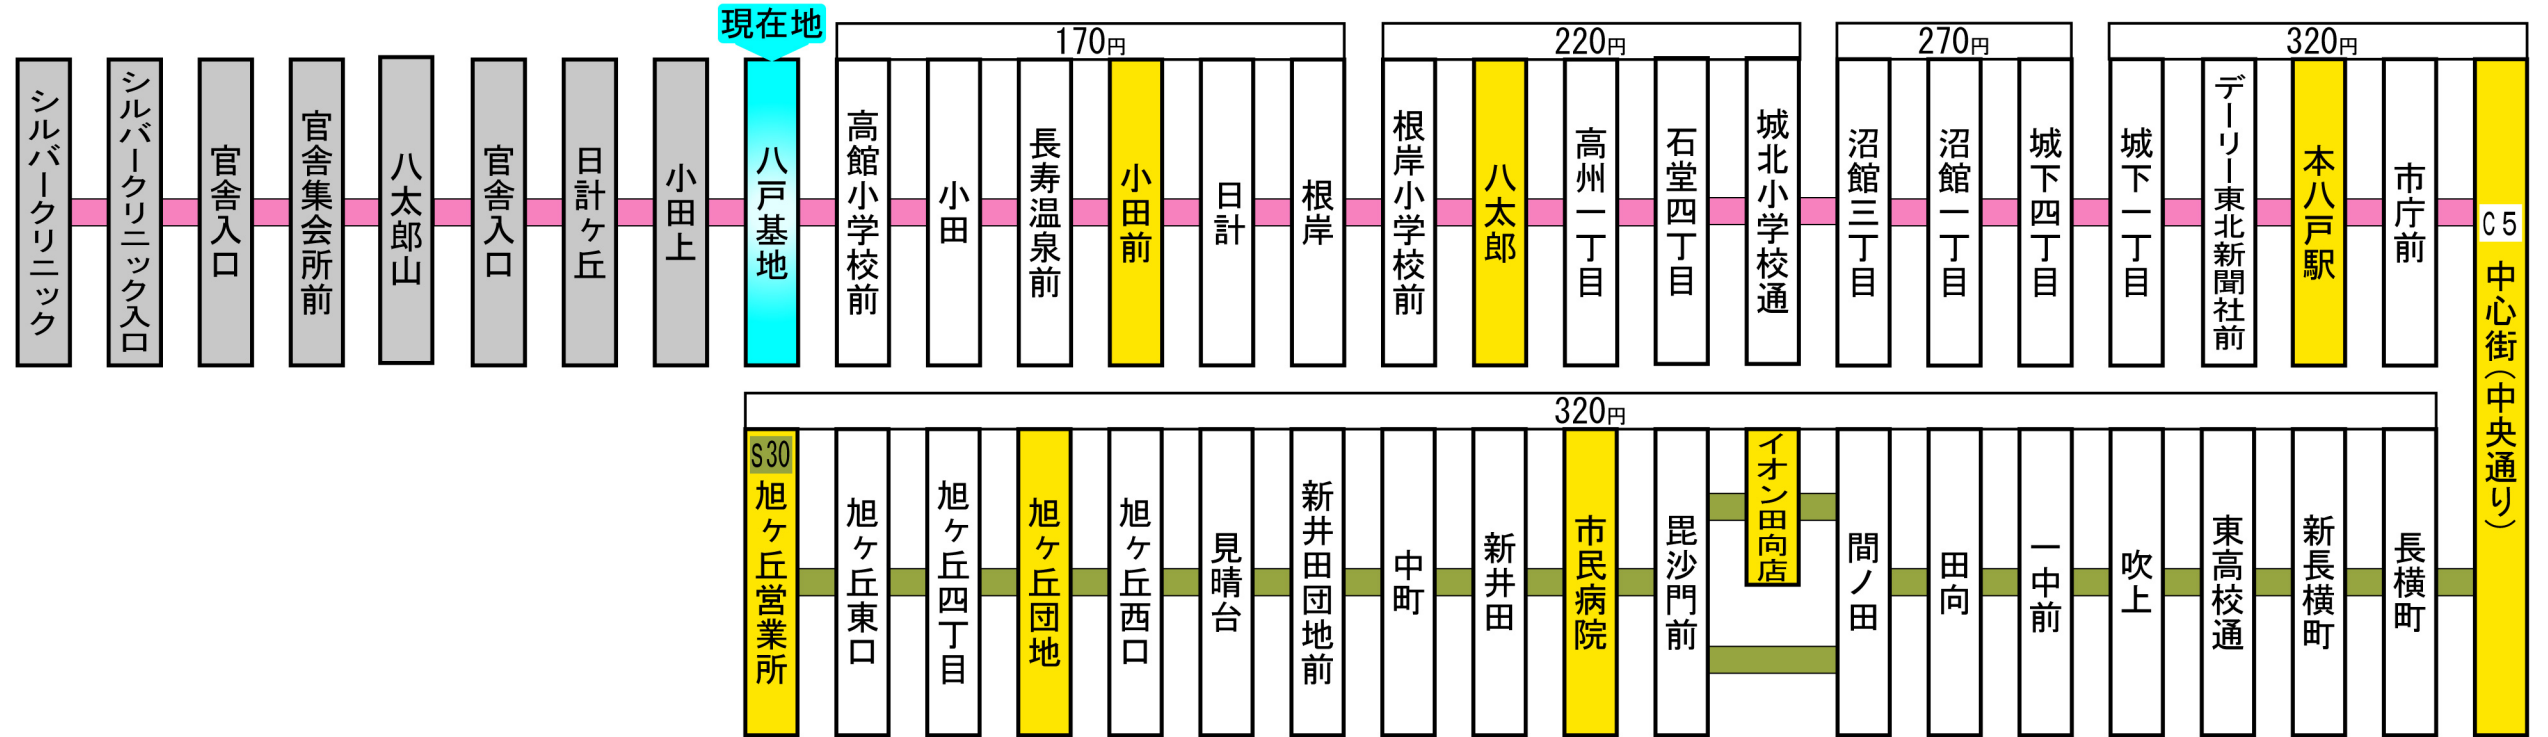 現在地
170円
220円
270円
320円
シルバークリニック
シルバークリニック入口
官舎入口
官舎集会所前
八太郎山
官舎入口
日計ヶ丘
小田上
八戸基地
高館小学校前
小田
長寿温泉前
小田前
日計
根岸
根岸小学校前
八太郎
高州一丁目
石堂四丁目
城北小学校通
沼館三丁目
沼館一丁目
城下四丁目
城下一丁目
デーリー東北新聞社前
本八戸駅
市庁前
C5
中心街(中央通り)
320円
S30
旭ヶ丘営業所
旭ヶ丘東口
旭ヶ丘四丁目
旭ヶ丘団地
旭ヶ丘西口
見晴台
新井田団地前
中町
新井田
市民病院
毘沙門前
イオン田向店
間ノ田
田向
一中前
吹上
東高校通
新長横町
長横町